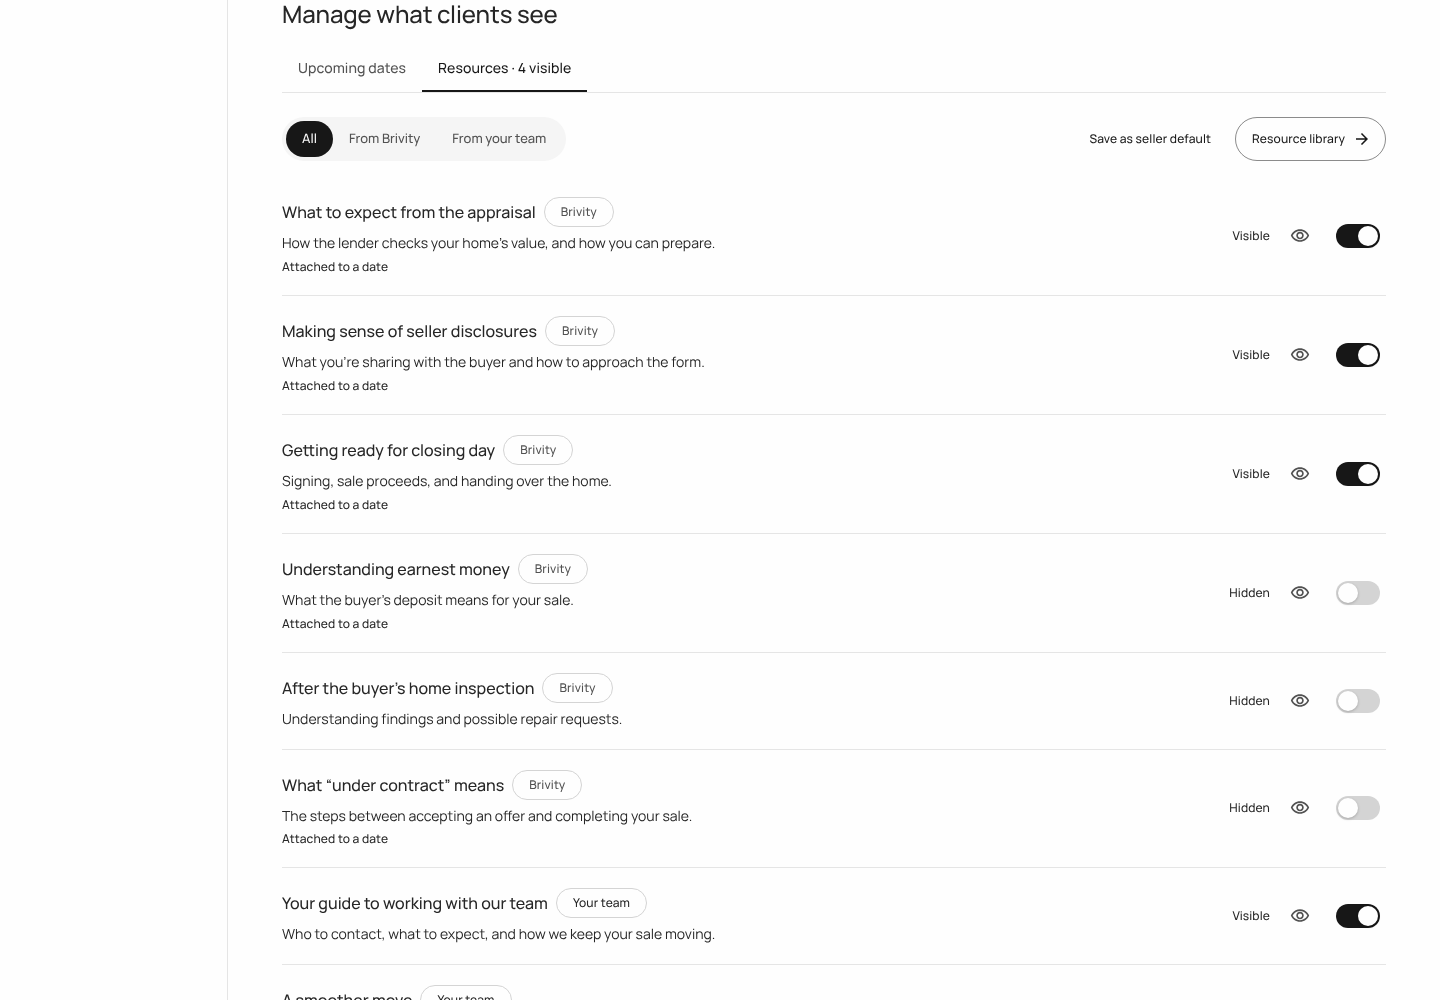 Manage what clients see
Upcoming dates
Resources · 4 visible
All
From Brivity
From your team
Save as seller default
Resource library
What to expect from the appraisal
Brivity
How the lender checks your home's value, and how you can prepare.
Attached to a date
Visible
Making sense of seller disclosures
Brivity
What you're sharing with the buyer and how to approach the form.
Attached to a date
Visible
Getting ready for closing day
Brivity
Signing, sale proceeds, and handing over the home.
Attached to a date
Visible
Understanding earnest money
Brivity
What the buyer's deposit means for your sale.
Attached to a date
Hidden
After the buyer's home inspection
Brivity
Understanding findings and possible repair requests.
Hidden
What “under contract” means
Brivity
The steps between accepting an offer and completing your sale.
Attached to a date
Hidden
Your guide to working with our team
Your team
Who to contact, what to expect, and how we keep your sale moving.
Visible
A smoother move
Your team